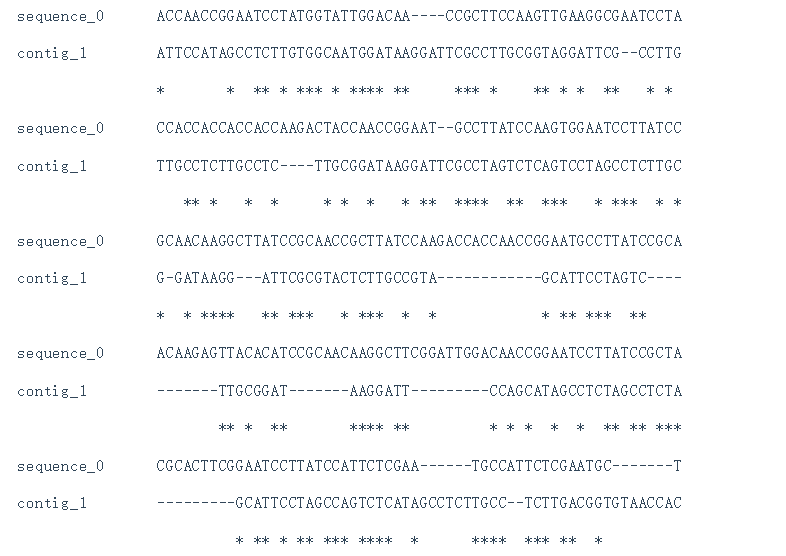 sequence_0 ACCAACCGGAATCCTATGGTATTGGACAA----CCGCTTCCAAGTTGAAGGCGAATCCTA
contig_1 ATTCCATAGCCTCTTGTGGCAATGGATAAGGATTCGCCTTGCGGTAGGATTCG--CCTTG
*       *  ** * *** * **** **     *** *    ** * *  **   * *
sequence_0 CCACCACCACCACCAAGACTACCAACCGGAAT--GCCTTATCCAAGTGGAATCCTTATCC
contig_1 TTGCCTCTTGCCTC----TTGCGGATAAGGATTCGCCTAGTCTCAGTCCTAGCCTCTTGC
** *   *  *     * *  *   * **  ****  **  ***   * ***  * *
sequence_0 GCAACAAGGCTTATCCGCAACCGCTTATCCAAGACCACCAACCGGAATGCCTTATCCGCA
contig_1 G-GATAAGG---ATTCGCGTACTCTTGCCGTA------------GCATTCCTAGTC----
*  * ****   ** ***   * ***  *  *            * ** ***  **
sequence_0 ACAAGAGTTACACATCCGCAACAAGGCTTCGGATTGGACAACCGGAATCCTTATCCGCTA
contig_1 -------TTGCGGAT-------AAGGATT---------CCAGCATAGCCTCTAGCCTCTA
** *  **       **** **         * * *  *  *  ** ** ***
sequence_0 CGCACTTCGGAATCCTTATCCATTCTCGAA------TGCCATTCTCGAATGC-------T
contig_1 ---------GCATTCCTAGCCAGTCTCATAGCCTCTTGCC--TCTTGACGGTGTAACCAC
* ** * ** *** ****  *      ****  *** ** *